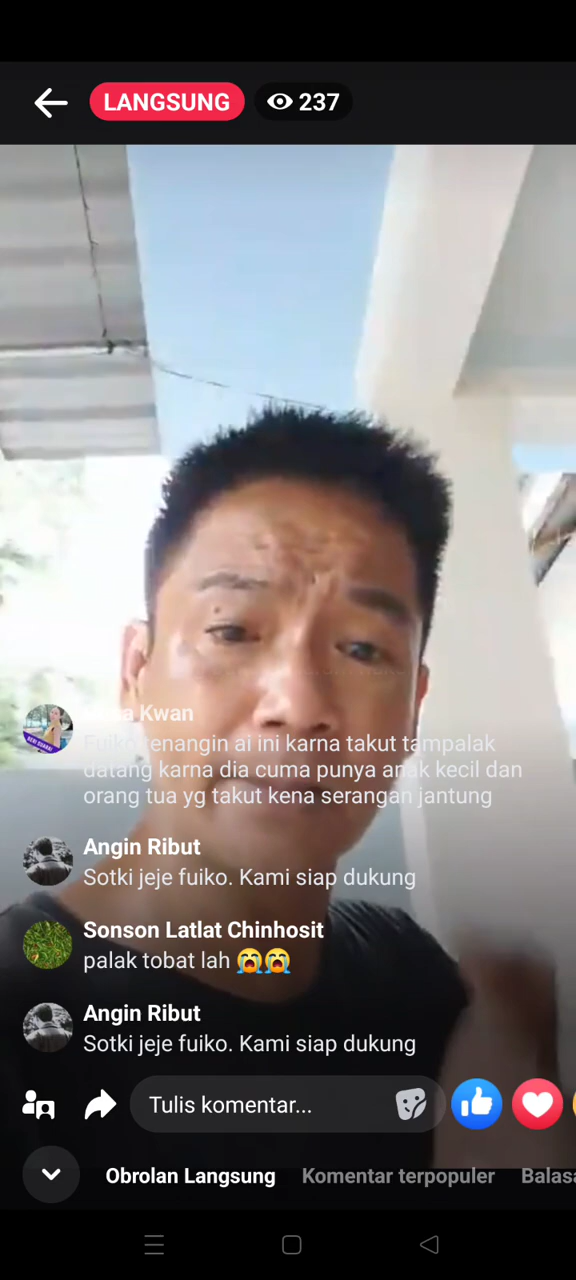 LANGSUNG
237
Kwan
Fuiko tenangin ai ini karna takut tampalak
datang karna dia cuma punya anak kecil dan
orang tua yg takut kena serangan jantung
Angin Ribut
Sotki jeje fuiko. Kami siap dukung
Sonson Latlat Chinhosit
palak tobat lah 😭😭
Angin Ribut
Sotki jeje fuiko. Kami siap dukung
Tulis komentar...
Obrolan Langsung
Komentar terpopuler